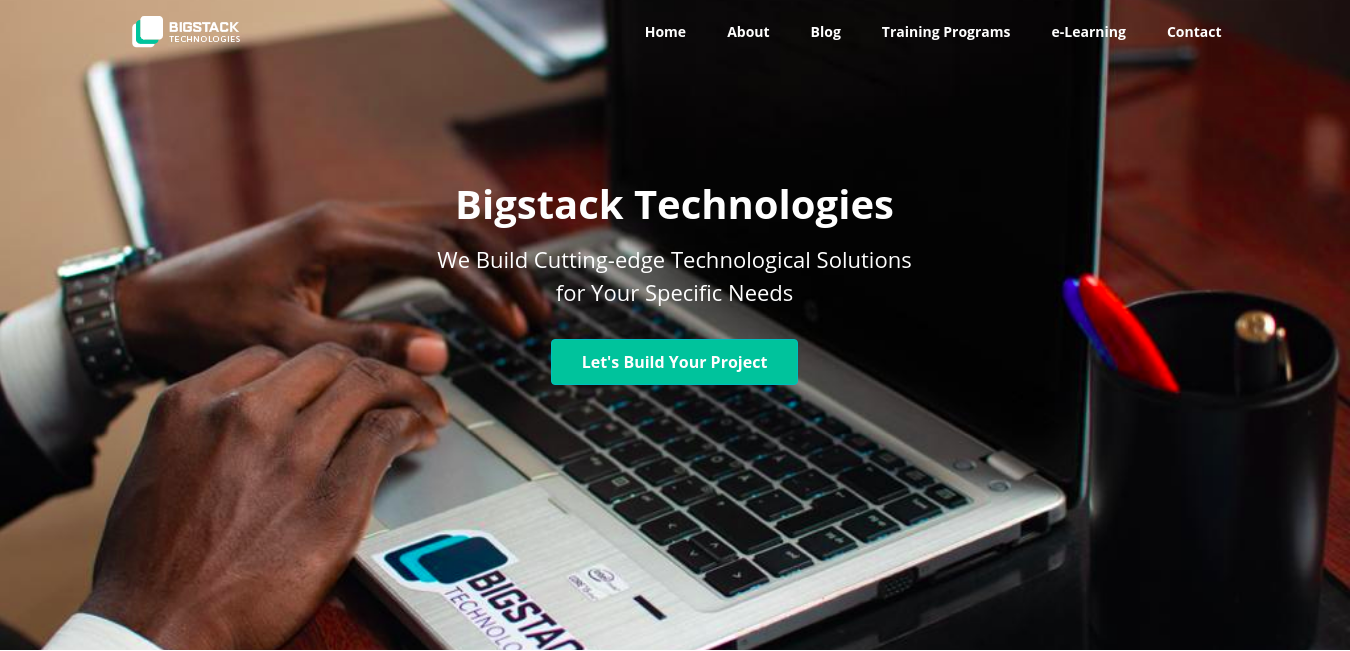 BIGSTACK
TECHNOLOGIES
Home
About
Blog
Training Programs
e-Learning
Contact
Bigstack Technologies
We Build Cutting-edge Technological Solutions
for Your Specific Needs
Let's Build Your Project
BIGSTAC
TECHNOLO